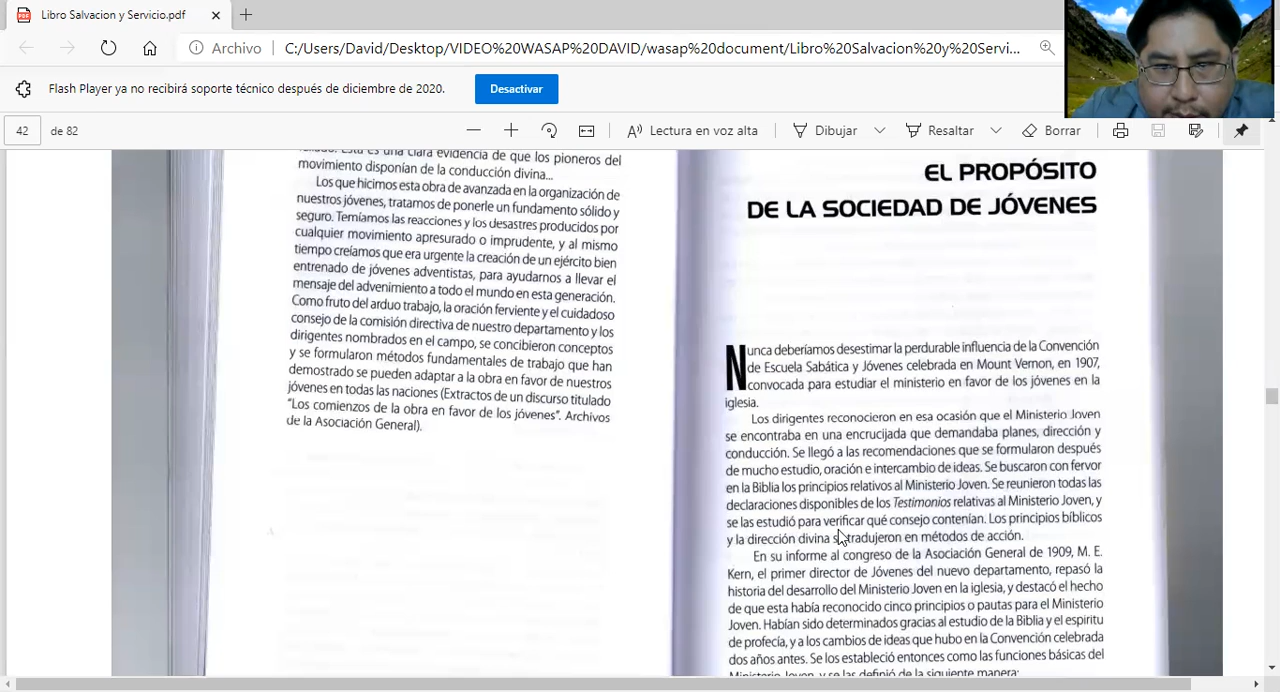 Libro Salvacion y Servicio.pdf
Archivo
C:/Users/David/Desktop/VIDEO%20WASAP%20DAVID/wasap%20document/Libro%20Salvacion%20y%20Servi...
Flash Player ya no recibirá soporte técnico después de diciembre de 2020.
Desactivar
42 de 82
Lectura en voz alta
Dibujar
Resaltar
Borrar
Esta es una clara evidencia de que los pioneros del
movimiento disponían de la conducción divina...
Los que hicimos esta obra de avanzada en la organización de
nuestros jóvenes, tratamos de ponerle un fundamento sólido y
seguro. Temíamos las reacciones y los desastres producidos por
cualquier movimiento apresurado o imprudente, y al mismo
tiempo creíamos que era urgente la creación de un ejército bien
entrenado de jóvenes adventistas, para ayudarnos a llevar el
mensaje del advenimiento a todo el mundo en esta generación.
Como fruto del arduo trabajo, la oración ferviente y el cuidadoso
consejo de la comisión directiva de nuestro departamento y los
dirigentes nombrados en el campo, se concibieron conceptos
y se formularon métodos fundamentales de trabajo que han
demostrado se pueden adaptar a la obra en favor de nuestros
jóvenes en todas las naciones (Extractos de un discurso titulado
"Los comienzos de la obra en favor de los jóvenes". Archivos
de la Asociación General).
EL PROPÓSITO
DE LA SOCIEDAD DE JÓVENES
Nunca deberíamos desestimar la perdurable influencia de la Convención
de Escuela Sabática y Jóvenes celebrada en Mount Vernon, en 1907,
convocada para estudiar el ministerio en favor de los jóvenes en la
iglesia.
Los dirigentes reconocieron en esa ocasión que el Ministerio Joven
se encontraba en una encrucijada que demandaba planes, dirección y
conducción. Se llegó a las recomendaciones que se formularon después
de mucho estudio, oración e intercambio de ideas. Se buscaron con fervor
en la Biblia los principios relativos al Ministerio Joven. Se reunieron todas las
declaraciones disponibles de los Testimonios relativas al Ministerio Joven, y
se las estudió para verificar qué consejo contenían. Los principios bíblicos
y la dirección divina se tradujeron en métodos de acción.
En su informe al congreso de la Asociación General de 1909, M. E.
Kern, el primer director de Jóvenes del nuevo departamento, repasó la
historia del desarrollo del Ministerio Joven en la iglesia, y destacó el hecho
de que esta había reconocido cinco principios o pautas para el Ministerio
Joven. Habían sido determinados gracias al estudio de la Biblia y el espíritu
de profecía, y a los cambios de ideas que hubo en la Convención celebrada
dos años antes. Se los estableció entonces como las funciones básicas del
Ministerio Joven, y se las definió de la siguiente manera: